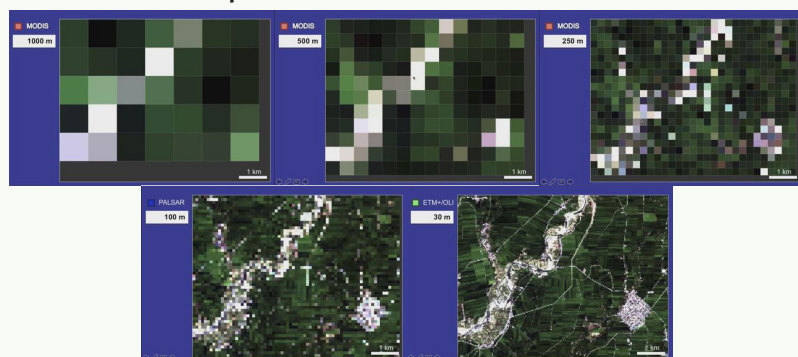 MODIS
1000 m
1 km
MODIS
500 m
1 km
MODIS
250 m
1 km
PALSAR
100 m
1 km
ETM+/OLI
30 m
1 km